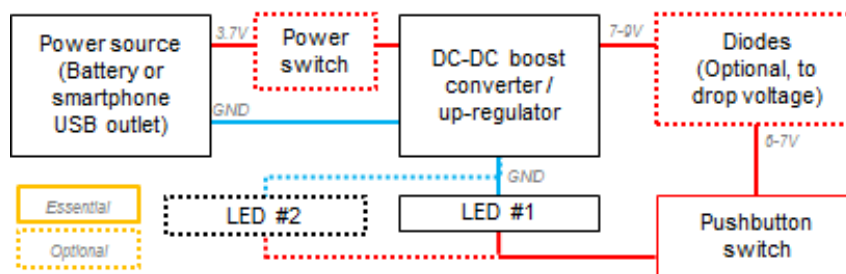 Power source
(Battery or
smartphone
USB outlet)
3.7V
Power
switch
GND
DC-DC boost
converter /
up-regulator
7-9V
Diodes
(Optional, to
drop voltage)
6-7V
GND
Essential
Optional
LED #2
LED #1
Pushbutton
switch